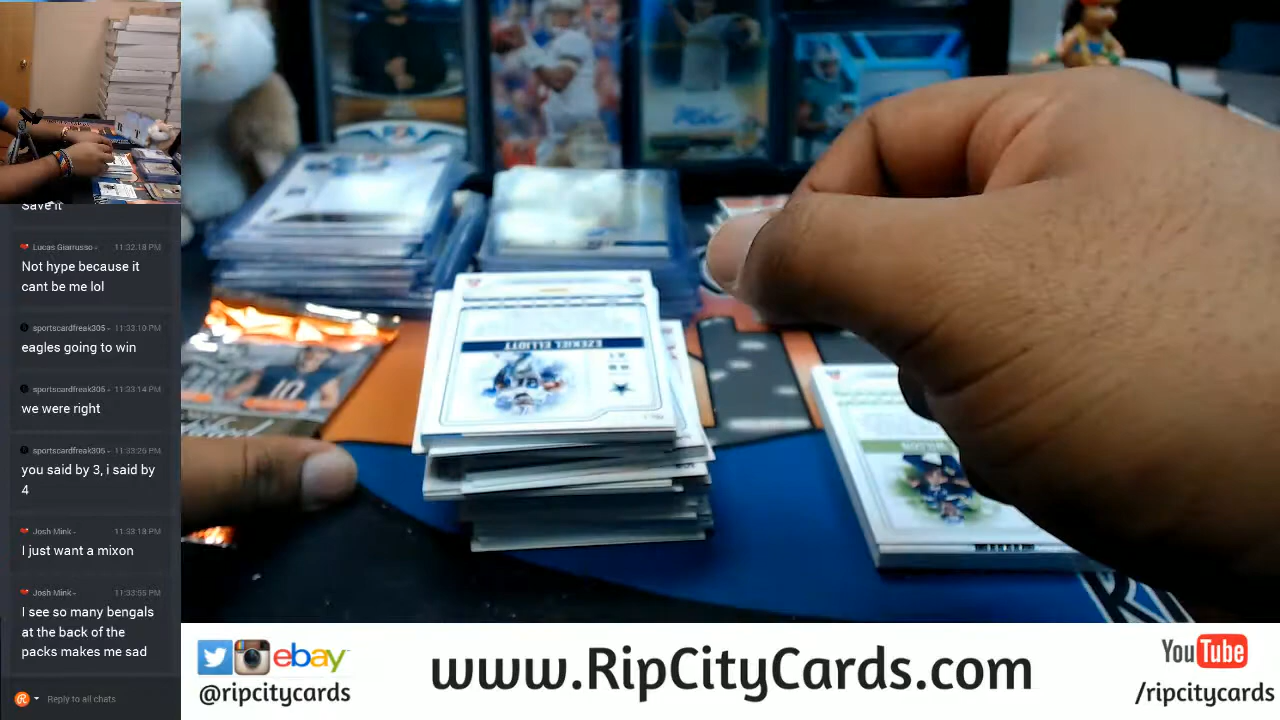 Save it
Lucas Giarrusso - 11:32:18 PM
Not hype because it
cant be me lol
sportscardfreak305 - 11:33:10 PM
eagles going to win
sportscardfreak305 - 11:33:14 PM
we were right
sportscardfreak305 - 11:33:26 PM
you said by 3, i said by
4
Josh Mink - 11:33:18 PM
I just want a mixon
Josh Mink - 11:33:55 PM
I see so many bengals
at the back of the
packs makes me sad
Reply to all chats
EZEKIEL ELLIOTT
WILSON
10
ebay
@ripcitycards
www.RipCityCards.com
YouTube
/ripcitycards